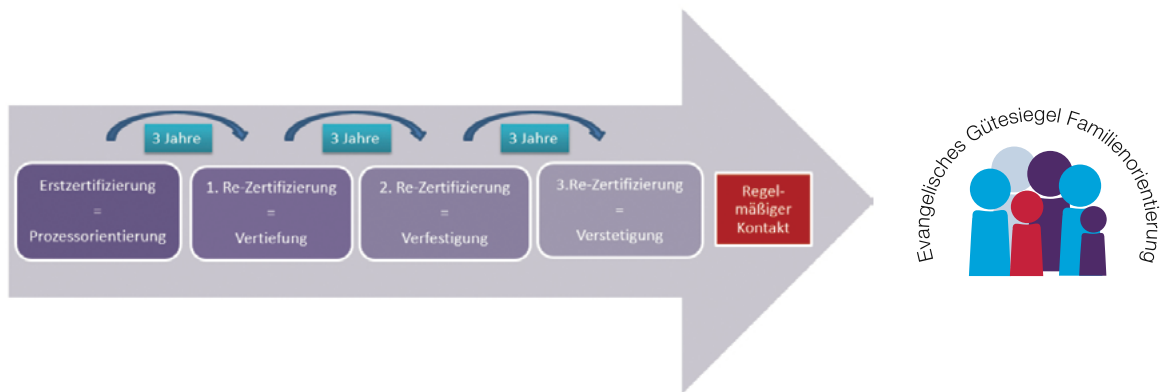 3 Jahre
3 Jahre
3 Jahre
Erstzertifizierung
=
Prozessorientierung
1. Re-Zertifizierung
=
Vertiefung
2. Re-Zertifizierung
=
Verfestigung
3.Re-Zertifizierung
=
Verstetigung
Regel-
mäßiger
Kontakt
Evangelisches Gütesiegel Familienorientierung